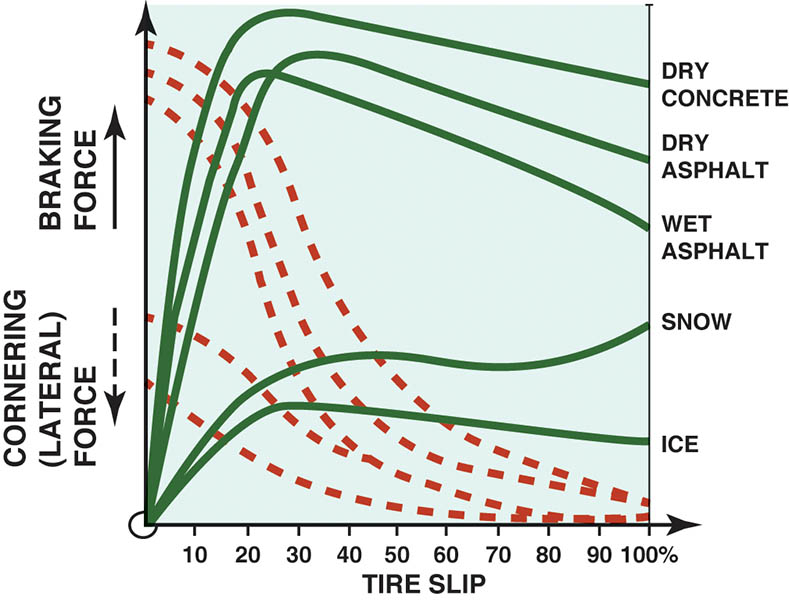 BRAKING
FORCE
CORNERING
(LATERAL)
FORCE
DRY
CONCRETE
DRY
ASPHALT
WET
ASPHALT
SNOW
ICE
10 20 30 40 50 60 70 80 90 100%
TIRE SLIP